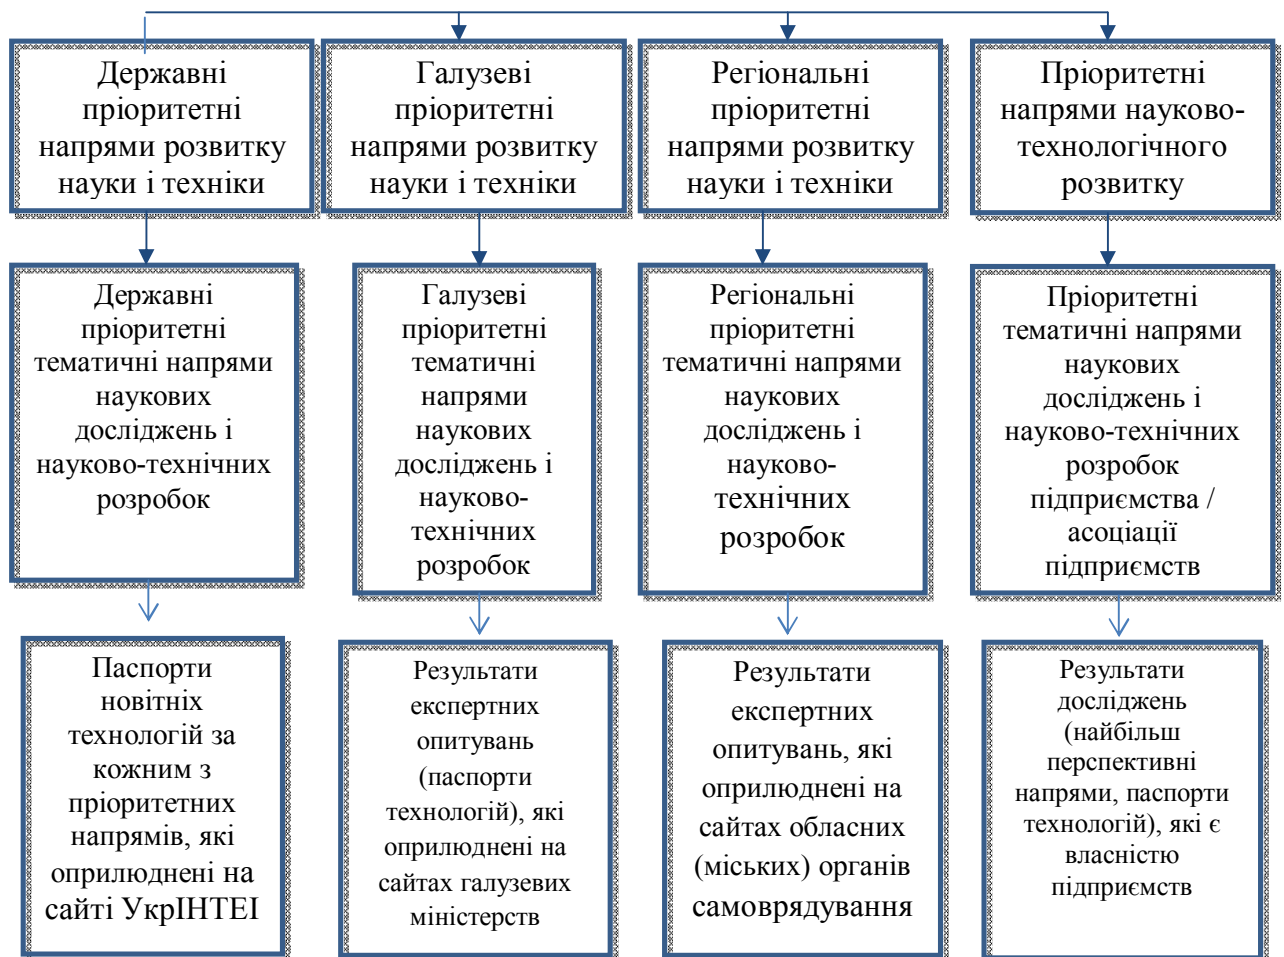 Державні
пріоритетні
напрями розвитку
науки і техніки
Галузеві
пріоритетні
напрями розвитку
науки і техніки
Регіональні
пріоритетні
напрями розвитку
науки і техніки
Пріоритетні
напрями науково-
технологічного
розвитку
Державні
пріоритетні
тематичні напрями
наукових
досліджень і
науково-технічних
розробок
Галузеві
пріоритетні
тематичні
напрями
наукових
досліджень і
науково-
технічних
розробок
Регіональні
пріоритетні
тематичні напрями
наукових
досліджень і
науково-
технічних
розробок
Пріоритетні
тематичні напрями
наукових
досліджень і
науково-технічних
розробок
підприємства /
асоціації
підприємств
Паспорти
новітніх
технологій за
кожним з
пріоритетних
напрямів, які
оприлюднені на
сайті УкрІНТЕІ
Результати
експертних
опитувань
(паспорти
технологій), які
оприлюднені на
сайтах галузевих
міністерств
Результати
експертних
опитувань, які
оприлюднені на
сайтах обласних
(міських) органів
самоврядування
Результати
досліджень
(найбільш
перспективні
напрями, паспорти
технологій), які є
власністю
підприємств